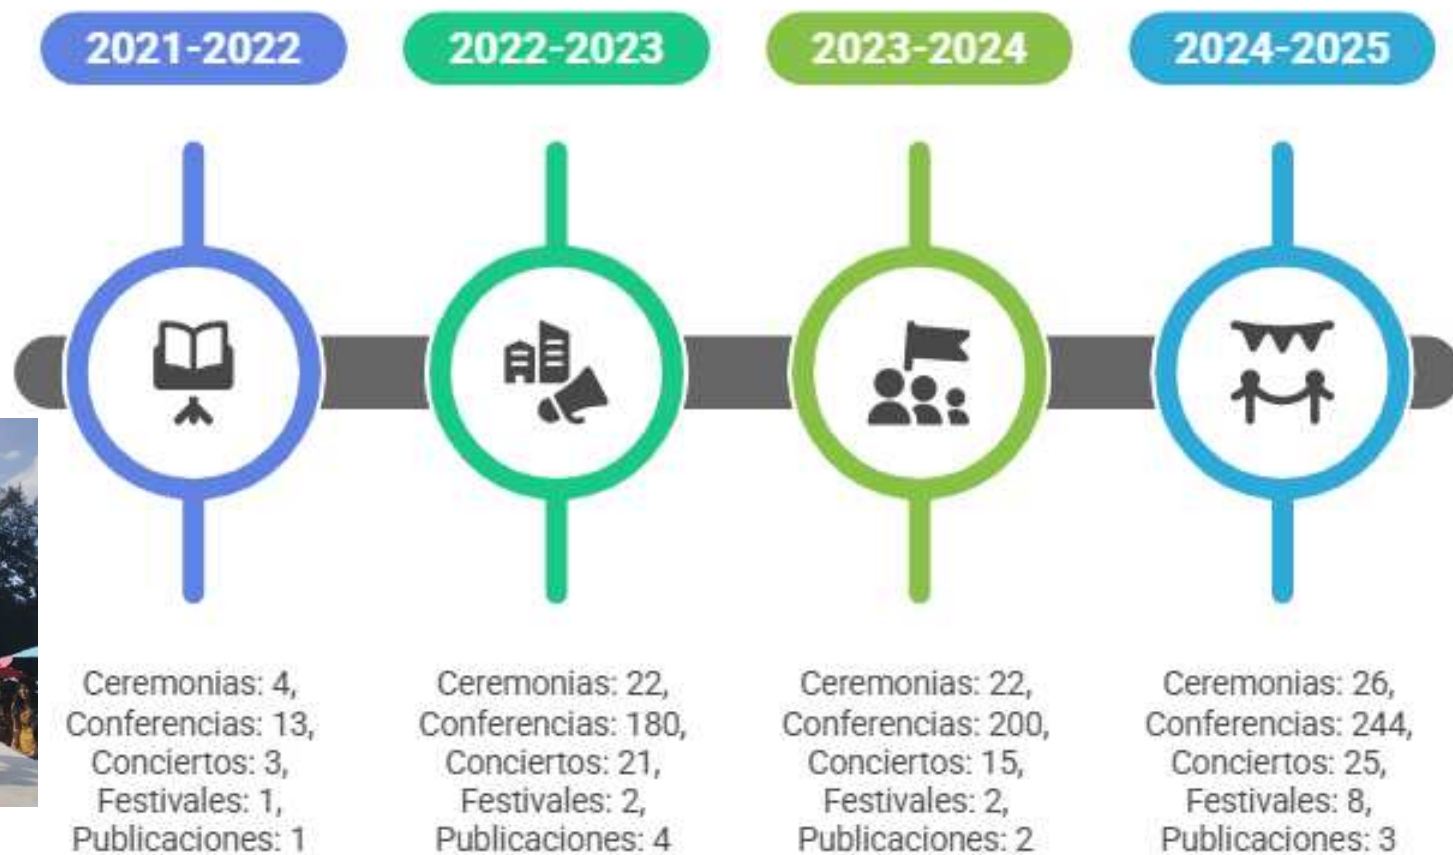 2021-2022
2022-2023
2023-2024
2024-2025
Ceremonias: 4,
Conferencias: 13,
Conciertos: 3,
Festivales: 1,
Publicaciones: 1
Ceremonias: 22,
Conferencias: 180,
Conciertos: 21,
Festivales: 2,
Publicaciones: 4
Ceremonias: 22,
Conferencias: 200,
Conciertos: 15,
Festivales: 2,
Publicaciones: 2
Ceremonias: 26,
Conferencias: 244,
Conciertos: 25,
Festivales: 8,
Publicaciones: 3